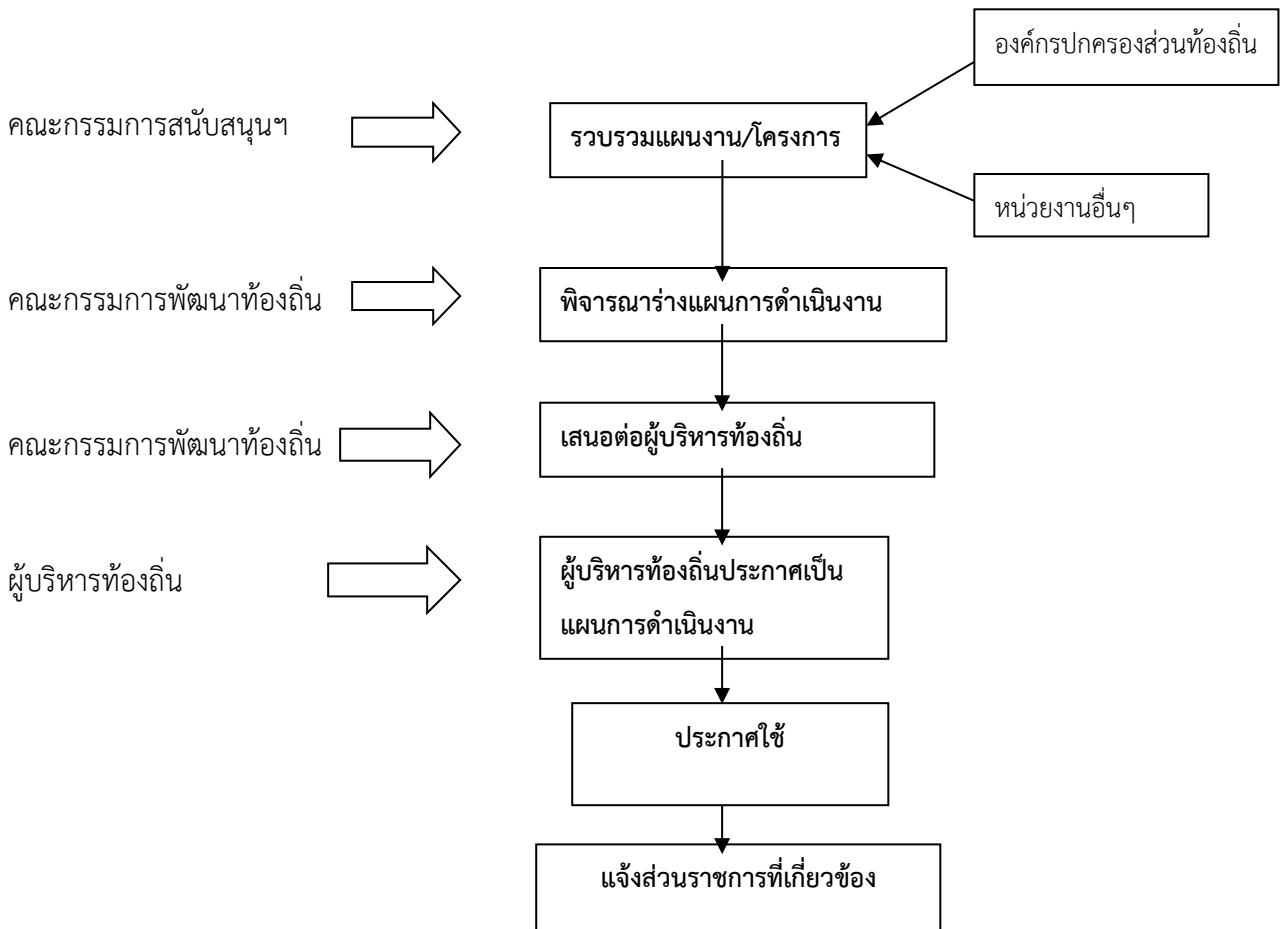 องค์กรปกครองส่วนท้องถิ่น
คณะกรรมการสนับสนุนฯ
รวบรวมแผนงาน/โครงการ
หน่วยงานอื่นๆ
คณะกรรมการพัฒนาท้องถิ่น
พิจารณาร่างแผนการดำเนินงาน
คณะกรรมการพัฒนาท้องถิ่น
เสนอต่อผู้บริหารท้องถิ่น
ผู้บริหารท้องถิ่น
ผู้บริหารท้องถิ่นประกาศเป็น
แผนการดำเนินงาน
ประกาศใช้
แจ้งส่วนราชการที่เกี่ยวข้อง